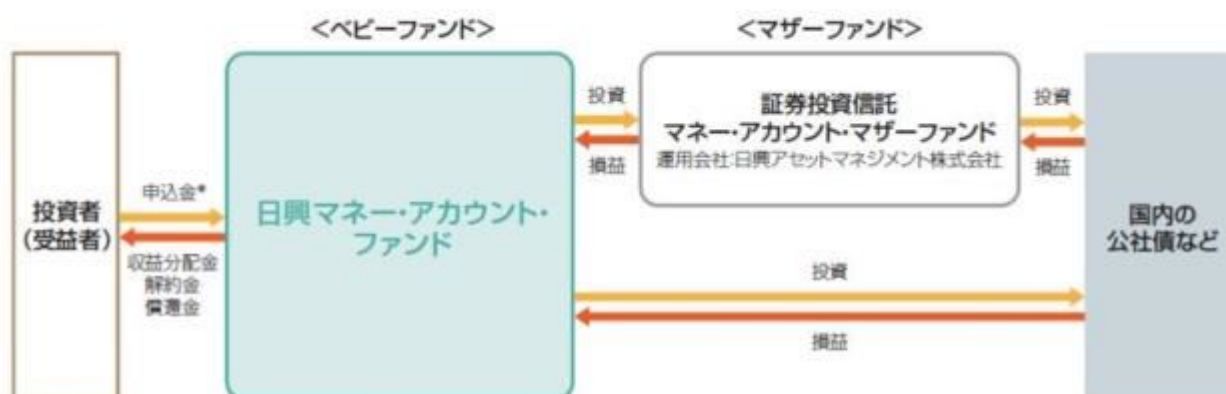 <ベビーファンド>
<マザーファンド>
投資者
(受益者)
申込金*
収益分配金
解約金
償還金
日興マネー・アカウント・
ファンド
投資
損益
証券投資信託
マネー・アカウント・マザーファンド
運用会社:日興アセットマネジメント株式会社
投資
損益
投資
損益
国内の
公社債など